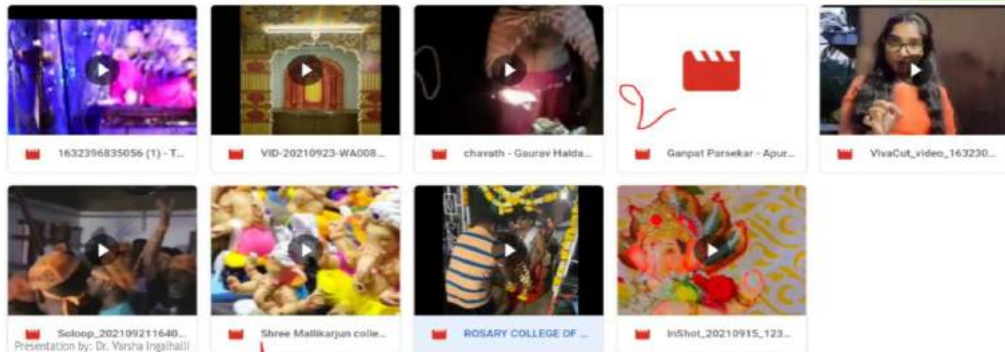 1632396835056 (1) - T...
VID-20210923-WA008...
chavath - Gaurav Halda...
Ganpat Parsekar - Apur...
VivaCut_video_163230...
Soloop_202109211640...
Shree Mallikarjun colle...
ROSARY COLLEGE OF ...
InShot_20210915_123...
Presentation by: Dr. Varsha Ingalhalli